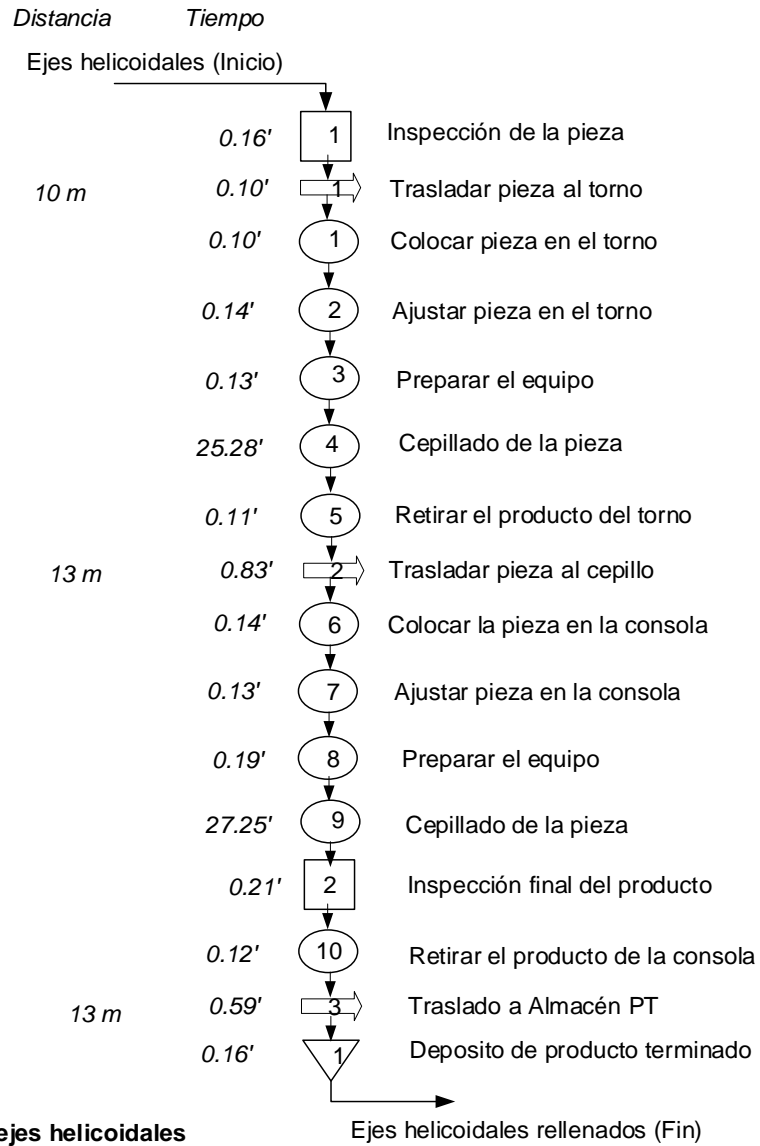 Distancia Tiempo
Ejes helicoidales (Inicio)
0.16' 1 Inspección de la pieza
10 m 0.10' 1 Trasladar pieza al torno
0.10' 1 Colocar pieza en el torno
0.14' 2 Ajustar pieza en el torno
0.13' 3 Preparar el equipo
25.28' 4 Cepillado de la pieza
0.11' 5 Retirar el producto del torno
13 m 0.83' 2 Trasladar pieza al cepillo
0.14' 6 Colocar la pieza en la consola
0.13' 7 Ajustar pieza en la consola
0.19' 8 Preparar el equipo
27.25' 9 Cepillado de la pieza
0.21' 2 Inspección final del producto
0.12' 10 Retirar el producto de la consola
13 m 0.59' 3 Traslado a Almacén PT
0.16' 1 Deposito de producto terminado
ejes helicoidales Ejes helicoidales rellenados (Fin)